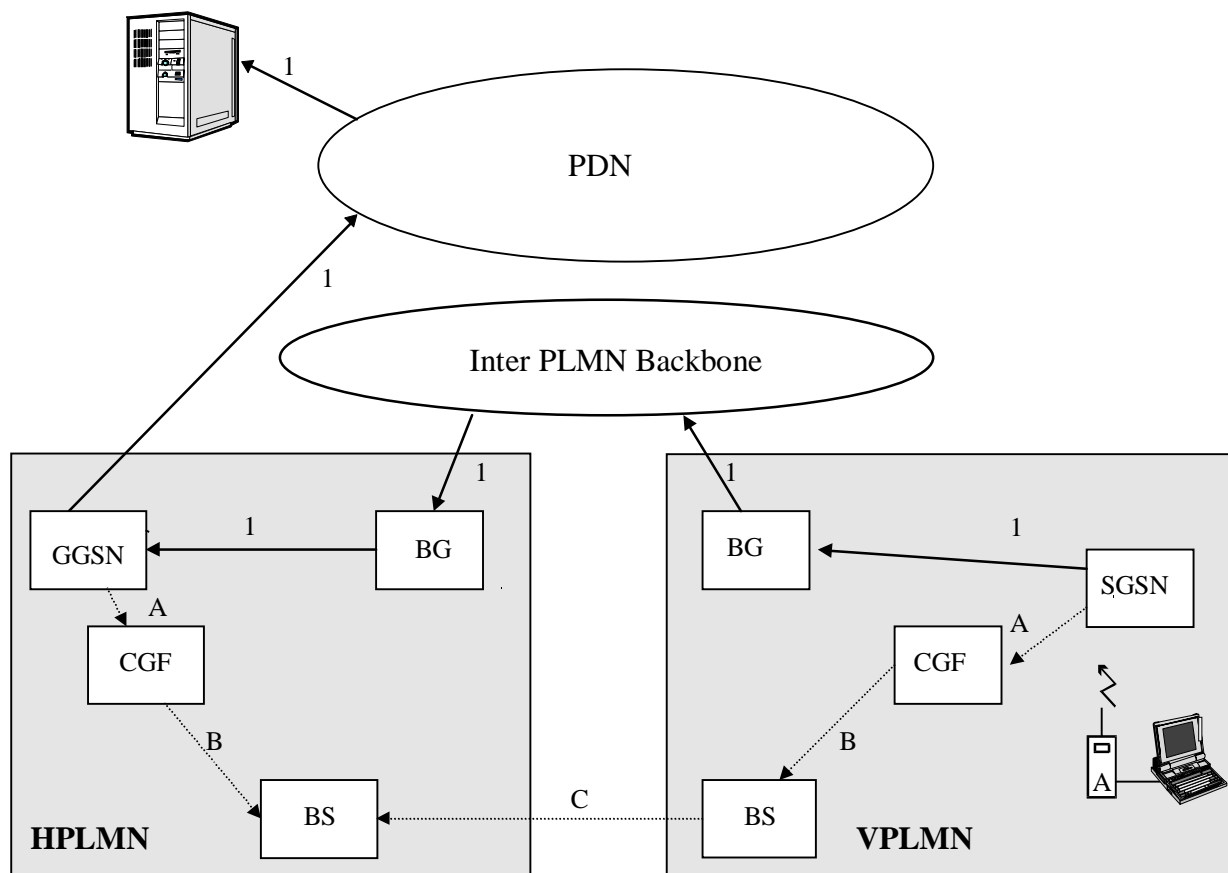 1
PDN
1
Inter PLMN Backbone
1
1
1
1
GGSN
BG
BG
SGSN
A
A
CGF
CGF
B
B
A
C
BS
BS
HPLMN
VPLMN